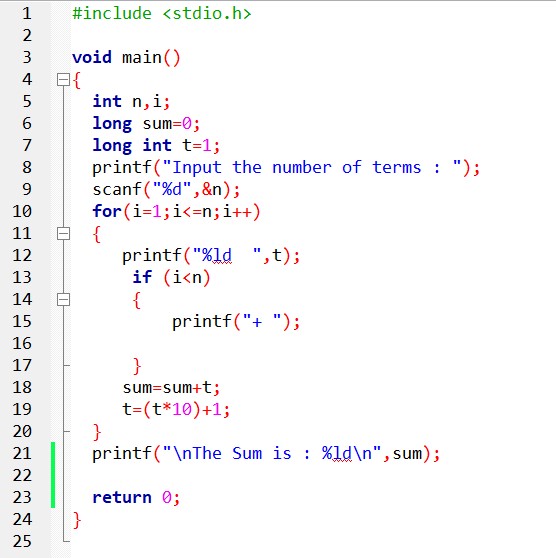 1 #include <stdio.h>
2
3 void main()
4 {
5 int n,i;
6 long sum=0;
7 long int t=1;
8 printf("Input the number of terms : ");
9 scanf("%d",&n);
10 for(i=1;i<=n;i++)
11 {
12 printf("%ld  ",t);
13 if (i<n)
14 {
15 printf("+ ");
16
17 }
18 sum=sum+t;
19 t=(t*10)+1;
20 }
21 printf("\nThe Sum is : %ld\n",sum);
22
23 return 0;
24 }
25